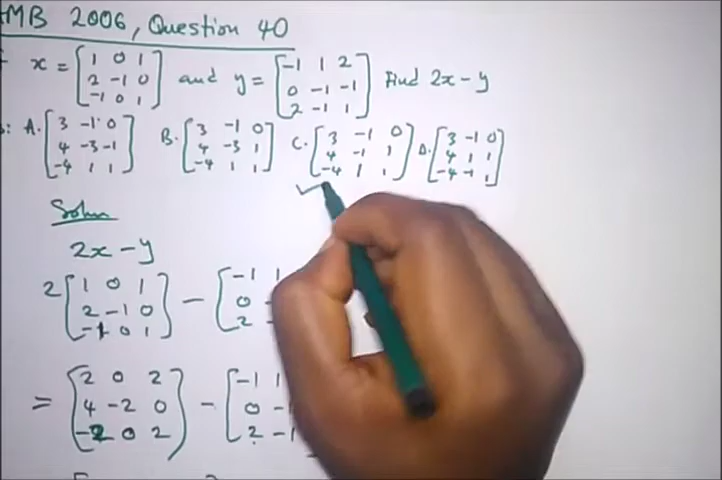 MB 2006, Question 40
x = [1 0 1 and y = [-1 1 2 Find 2x - y
2 -1 0 0 -1 -1
-1 0 1] 2 -1 1]
A. [3 -1 0 B. [3 -1 0 C. [3 -1 0 D. [3 -1 0
4 -3 -1 4 -3 1 4 -1 1 4 1 1
-4 1 1] -4 1 1] -4 1 1] -4 -1 1]
Soln
2x - y
2 [1 0 1 - [-1 1
2 -1 0 0
-1 0 1] 2
= [2 0 2 - [-1 1
4 -2 0 0 -1
-2 0 2] 2 -1